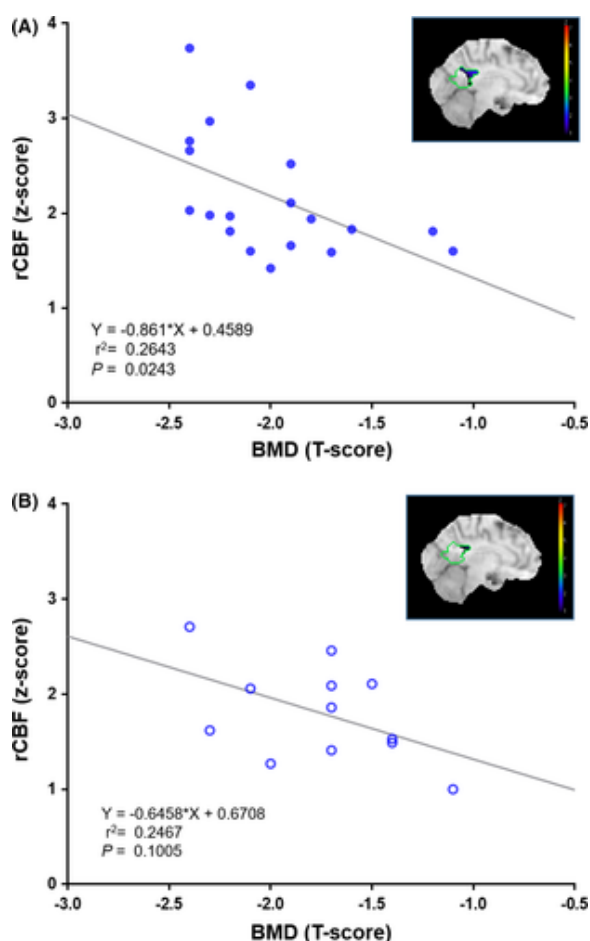 (A)
4
3
2
1
0
rCBF (z-score)
Y = -0.861*X + 0.4589
r²= 0.2643
P = 0.0243
-3.0 -2.5 -2.0 -1.5 -1.0 -0.5
BMD (T-score)
(B)
4
3
2
1
0
rCBF (z-score)
Y = -0.6458*X + 0.6708
r²= 0.2467
P = 0.1005
-3.0 -2.5 -2.0 -1.5 -1.0 -0.5
BMD (T-score)